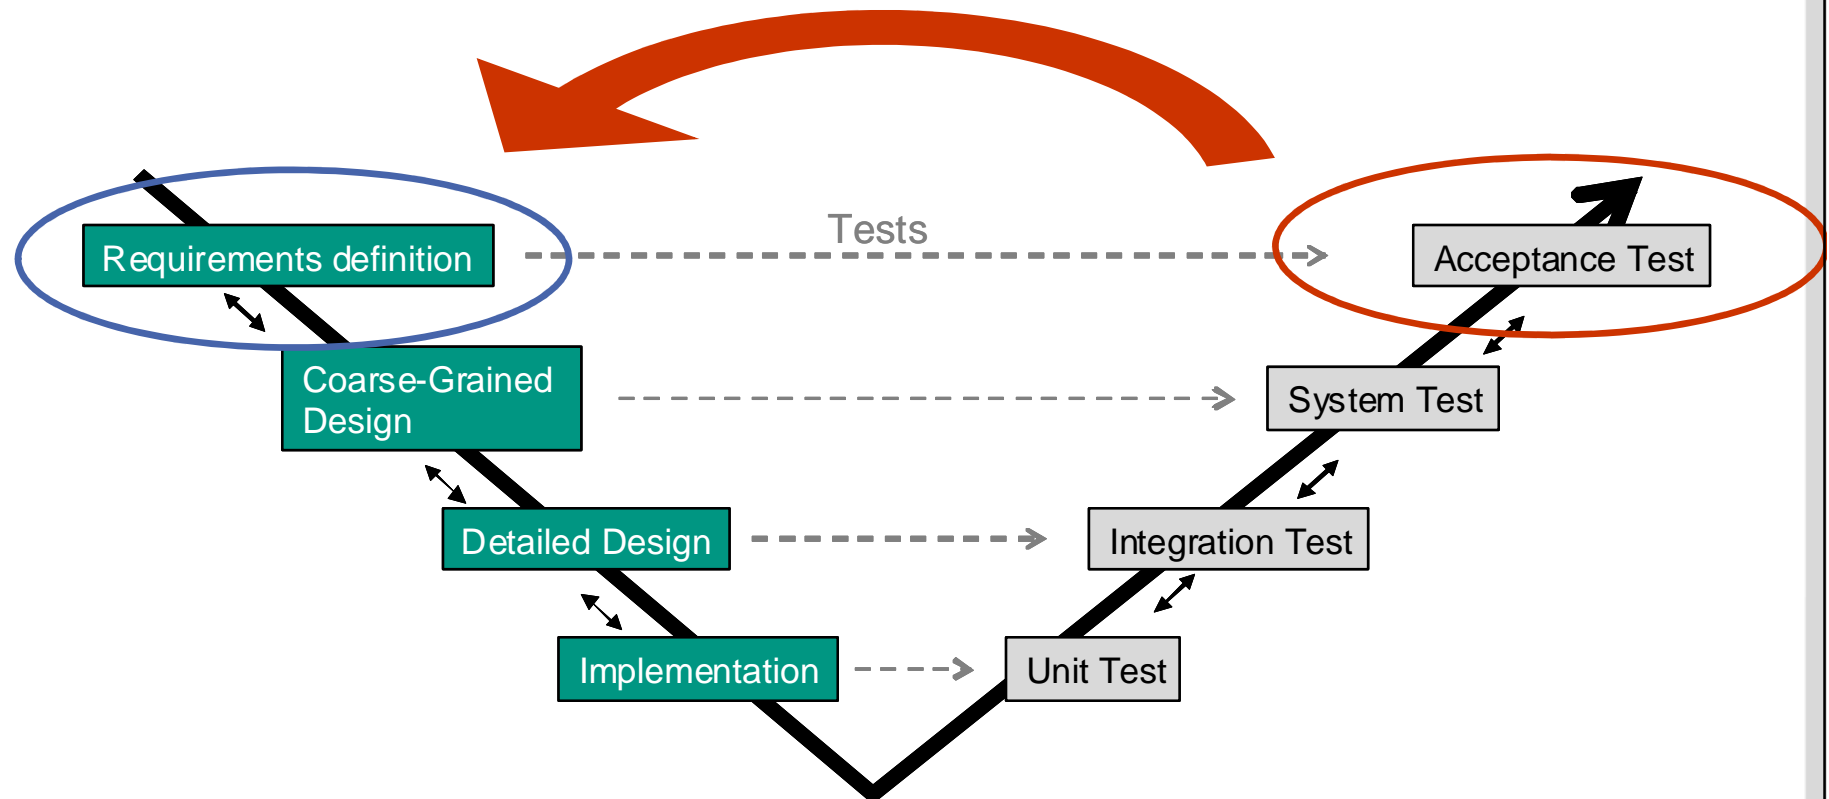 Tests
Requirements definition
Acceptance Test
Coarse-Grained
Design
System Test
Detailed Design
Integration Test
Implementation
Unit Test